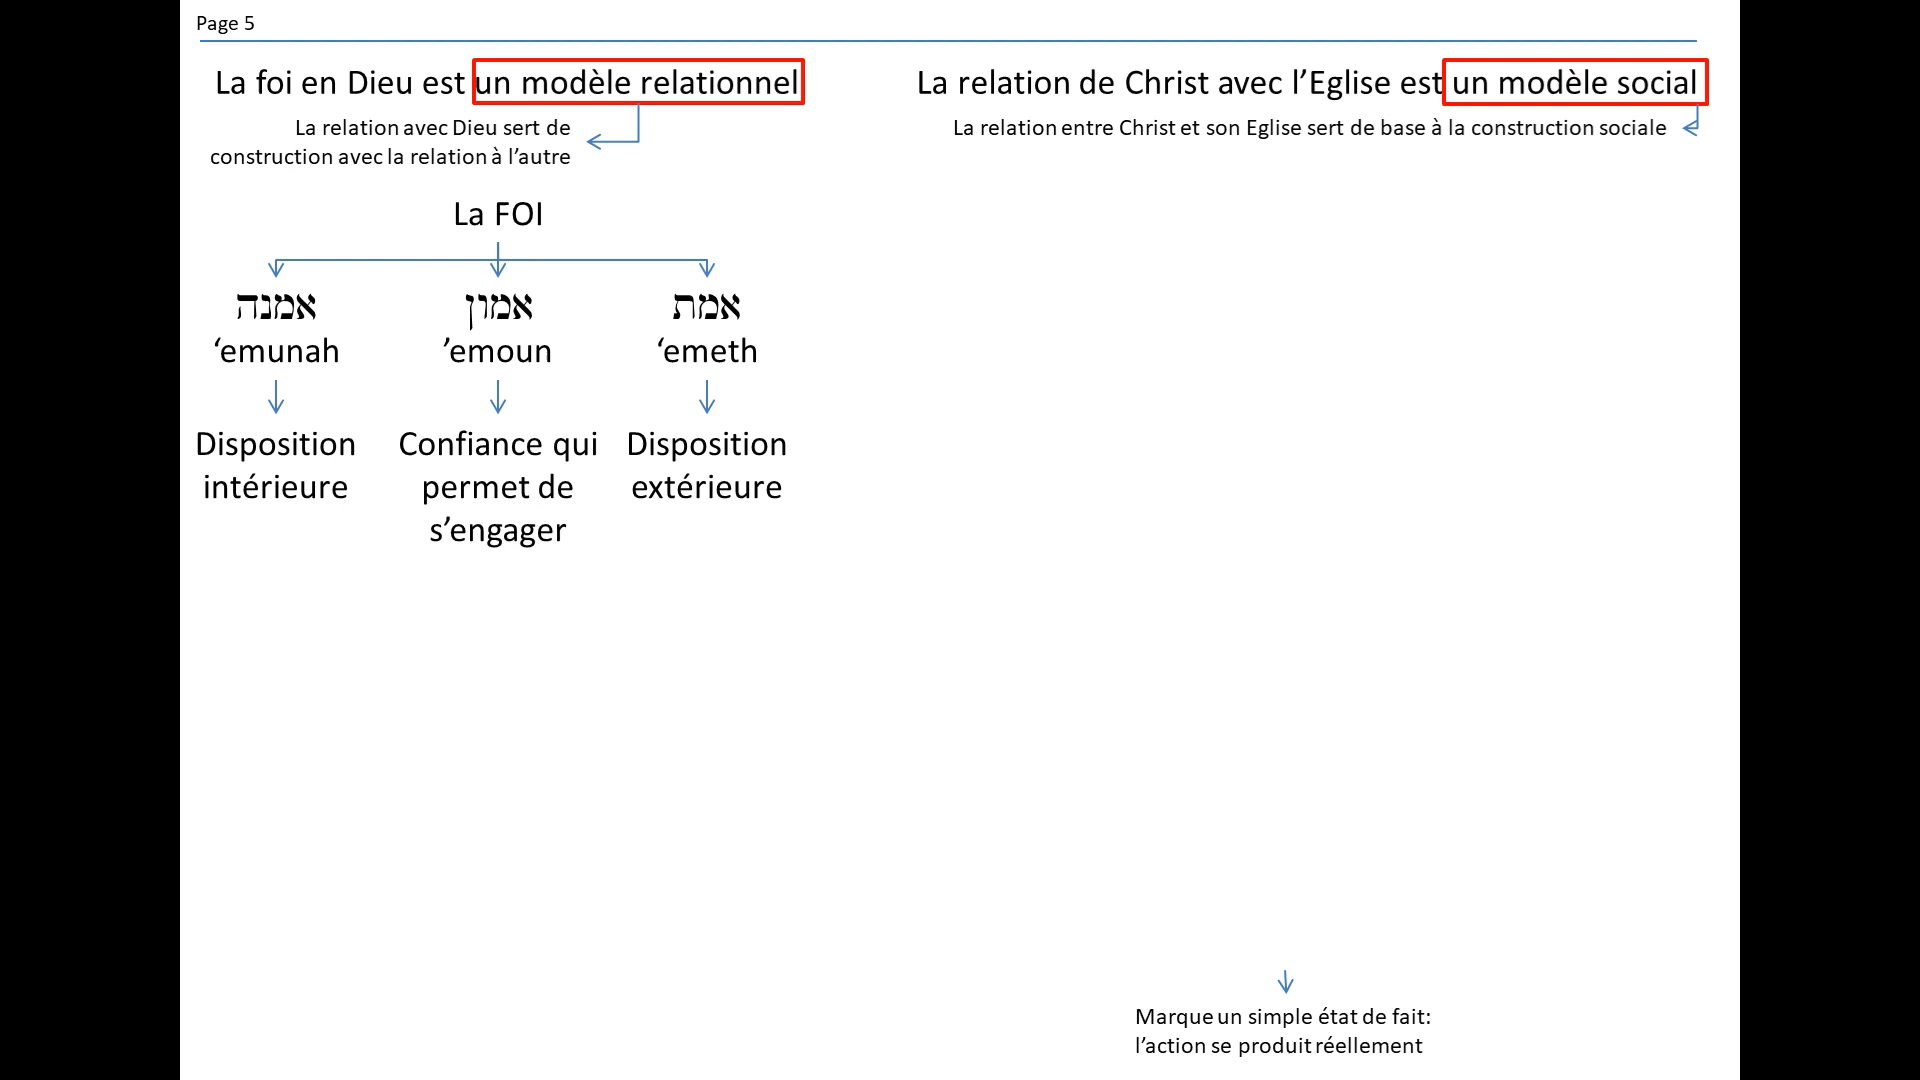 Page 5
La foi en Dieu est un modèle relationnel
La relation avec Dieu sert de
construction avec la relation à l’autre
La FOI
אמנה
‘emunah
Disposition
intérieure
אמון
’emoun
Confiance qui
permet de
s’engager
אמת
‘emeth
Disposition
extérieure
La relation de Christ avec l’Eglise est un modèle social
La relation entre Christ et son Eglise sert de base à la construction sociale
Marque un simple état de fait:
l’action se produit réellement